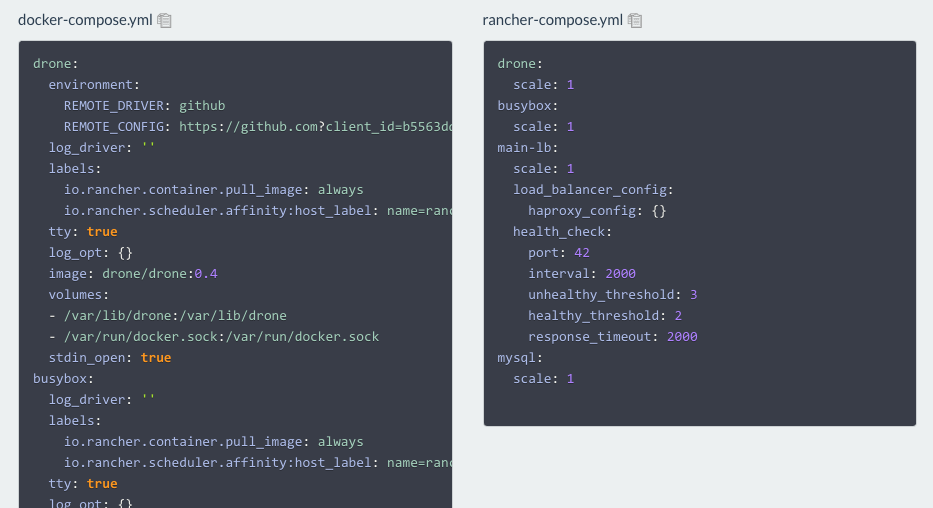 docker-compose.yml
drone:
  environment:
    REMOTE_DRIVER: github
    REMOTE_CONFIG: https://github.com?client_id=b5563d
  log_driver: ''
  labels:
    io.rancher.container.pull_image: always
    io.rancher.scheduler.affinity:host_label: name=ran
  tty: true
  log_opt: {}
  image: drone/drone:0.4
  volumes:
  - /var/lib/drone:/var/lib/drone
  - /var/run/docker.sock:/var/run/docker.sock
  stdin_open: true
busybox:
  log_driver: ''
  labels:
    io.rancher.container.pull_image: always
    io.rancher.scheduler.affinity:host_label: name=ran
  tty: true
  log_opt: {}
rancher-compose.yml
drone:
  scale: 1
busybox:
  scale: 1
main-lb:
  scale: 1
  load_balancer_config:
    haproxy_config: {}
  health_check:
    port: 42
    interval: 2000
    unhealthy_threshold: 3
    healthy_threshold: 2
    response_timeout: 2000
mysql:
  scale: 1